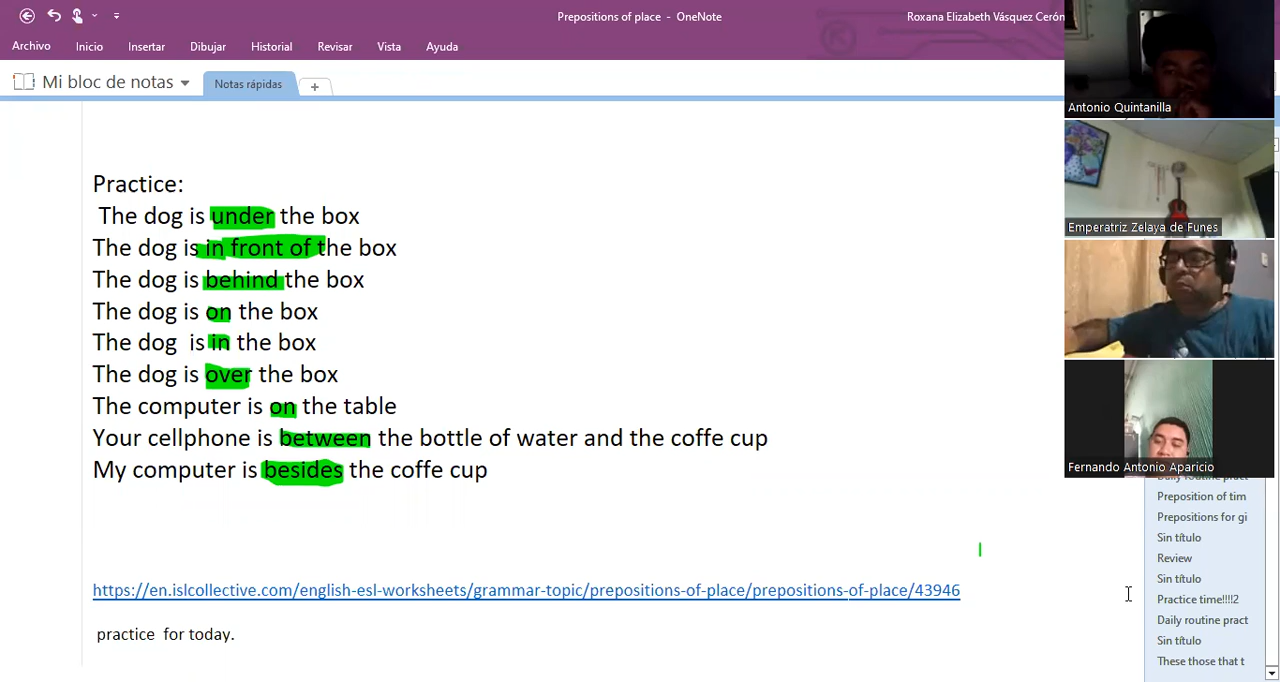 Prepositions of place - OneNote
Roxana Elizabeth Vásquez Cerón
Archivo Inicio Insertar Dibujar Historial Revisar Vista Ayuda
Mi bloc de notas Notas rápidas +
Antonio Quintanilla
Emperatriz Zelaya de Funes
Fernando Antonio Aparicio
Practice:
The dog is under the box
The dog is in front of the box
The dog is behind the box
The dog is on the box
The dog is in the box
The dog is over the box
The computer is on the table
Your cellphone is between the bottle of water and the coffe cup
My computer is besides the coffe cup
https://en.islcollective.com/english-esl-worksheets/grammar-topic/prepositions-of-place/prepositions-of-place/43946
practice for today.
Daily routine pract
Preposition of tim
Prepositions for gi
Sin título
Review
Sin título
Practice time!!!!2
Daily routine pract
Sin título
These those that t